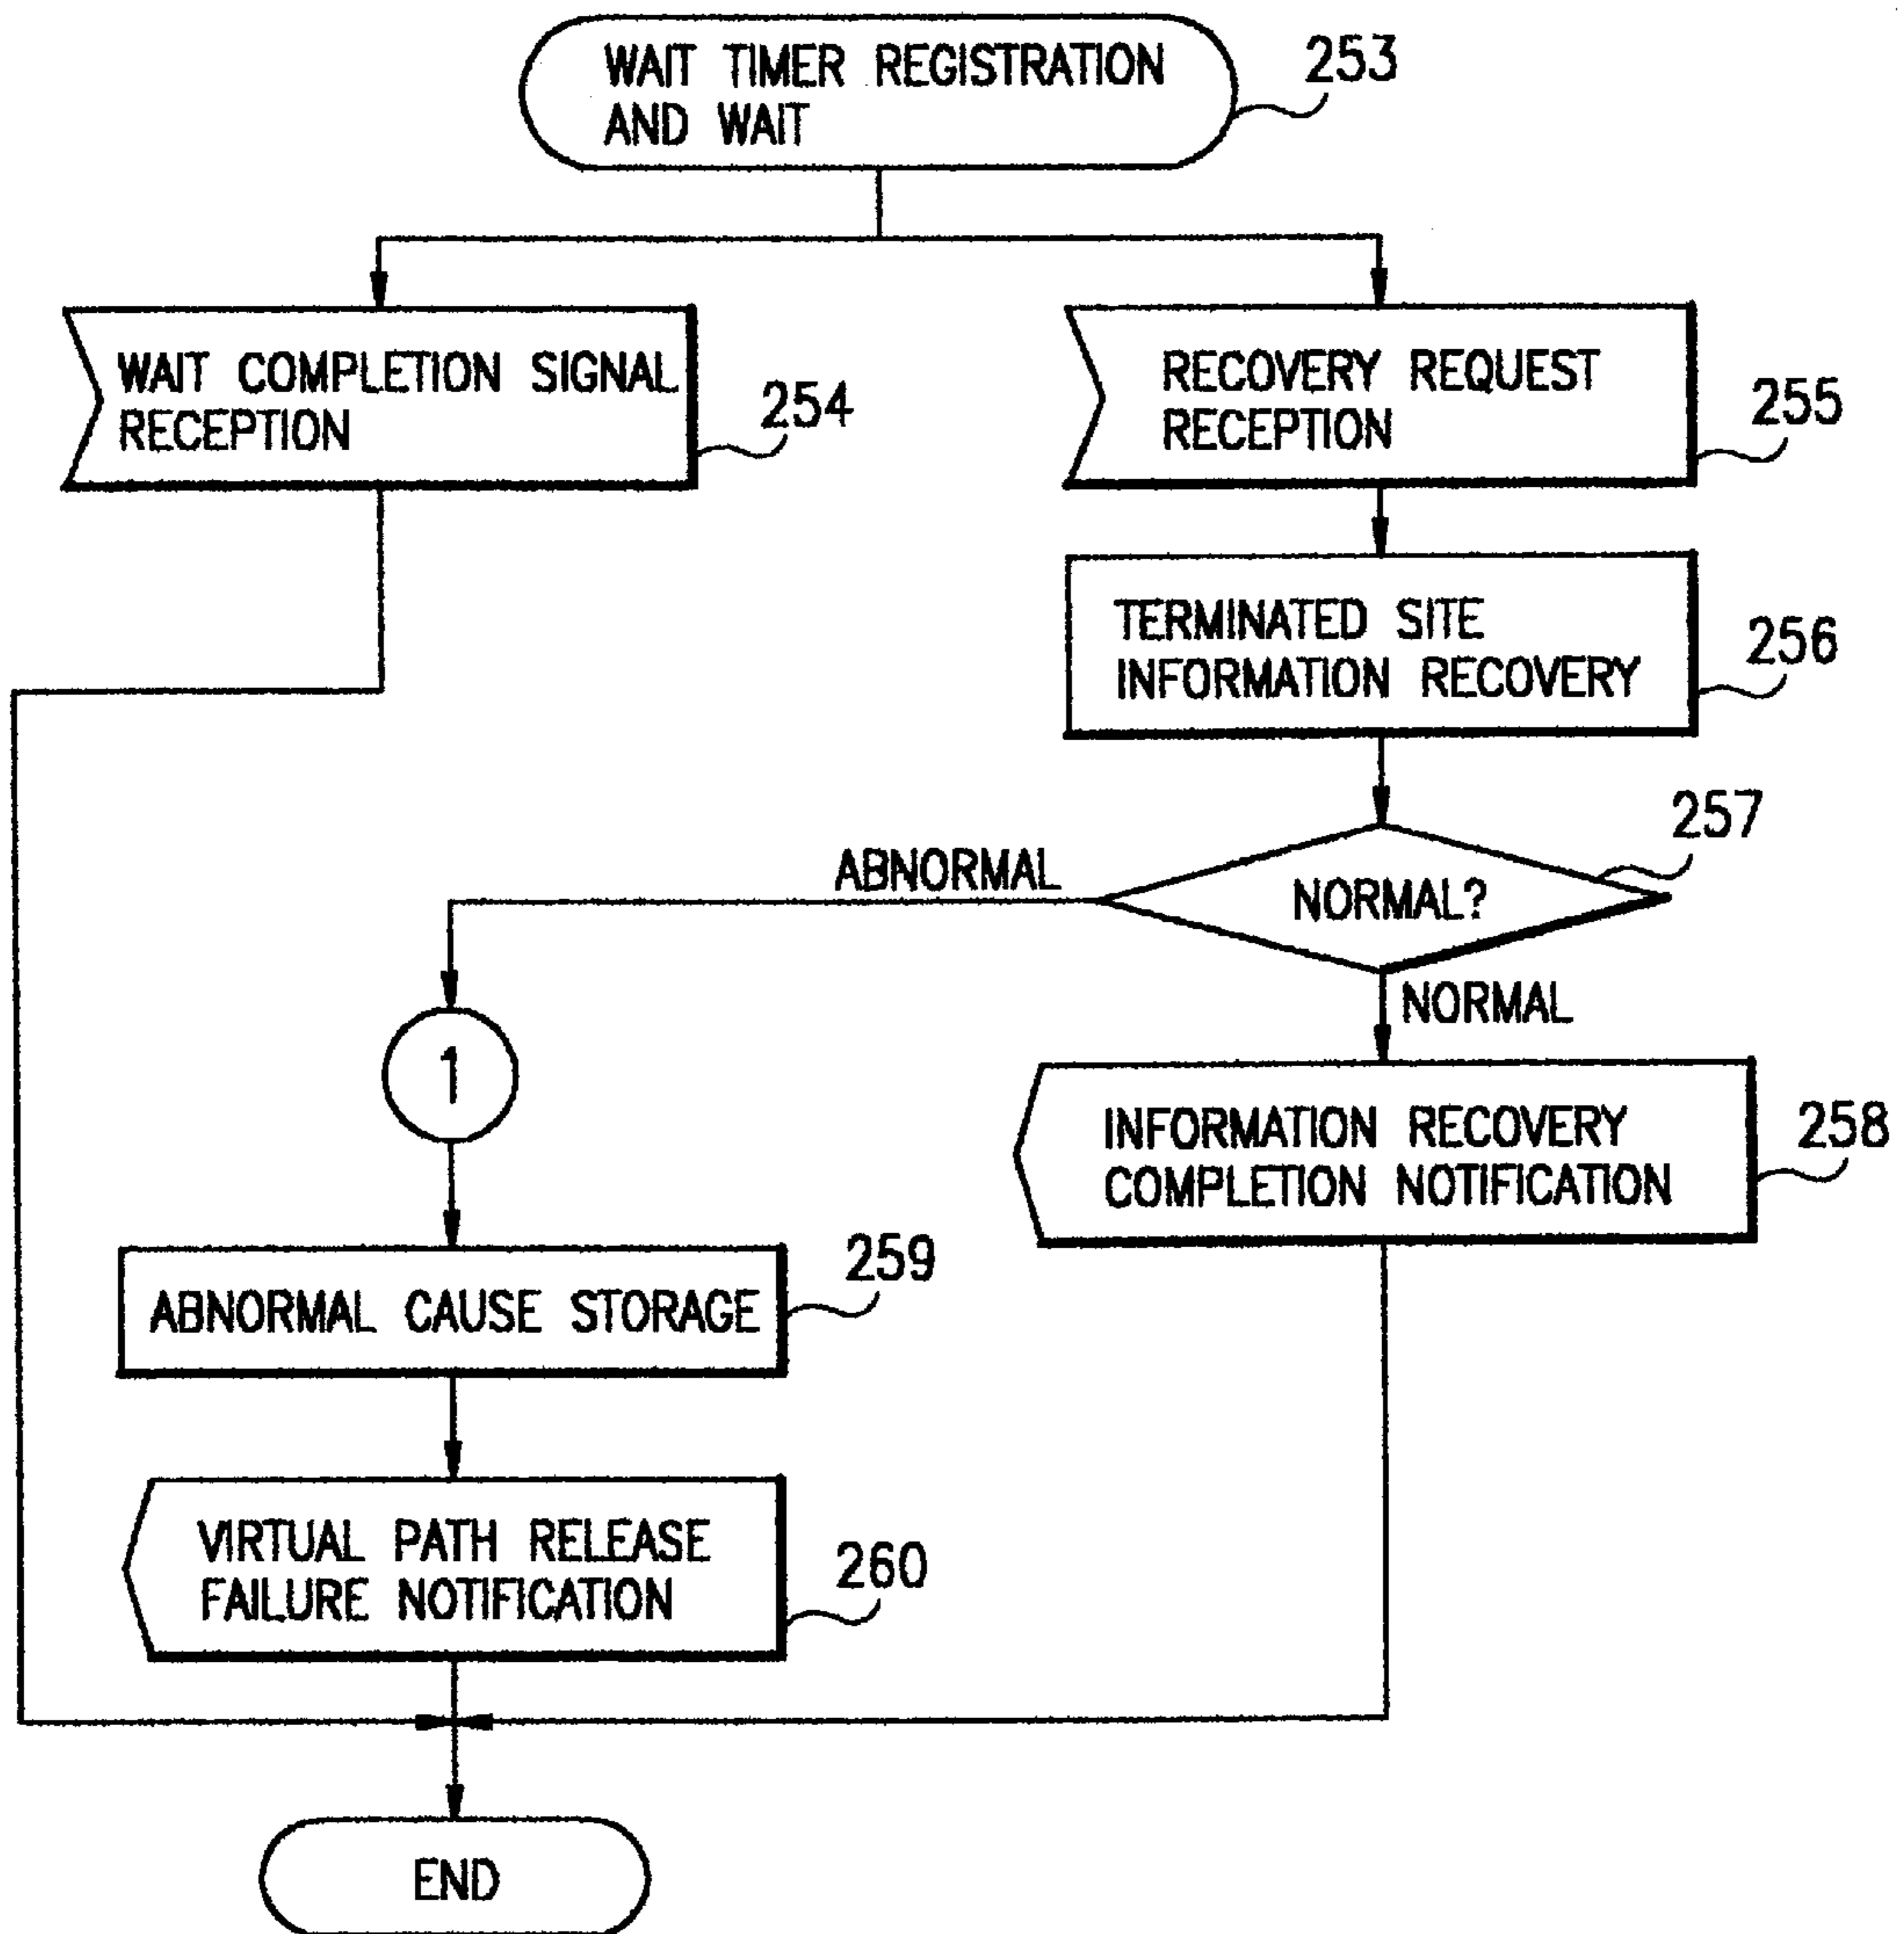 WAIT TIMER REGISTRATION
AND WAIT
253
WAIT COMPLETION SIGNAL
RECEPTION
254
RECOVERY REQUEST
RECEPTION
255
TERMINATED SITE
INFORMATION RECOVERY
256
257
ABNORMAL
NORMAL?
NORMAL
1
INFORMATION RECOVERY
COMPLETION NOTIFICATION
258
259
ABNORMAL CAUSE STORAGE
VIRTUAL PATH RELEASE
FAILURE NOTIFICATION
260
END